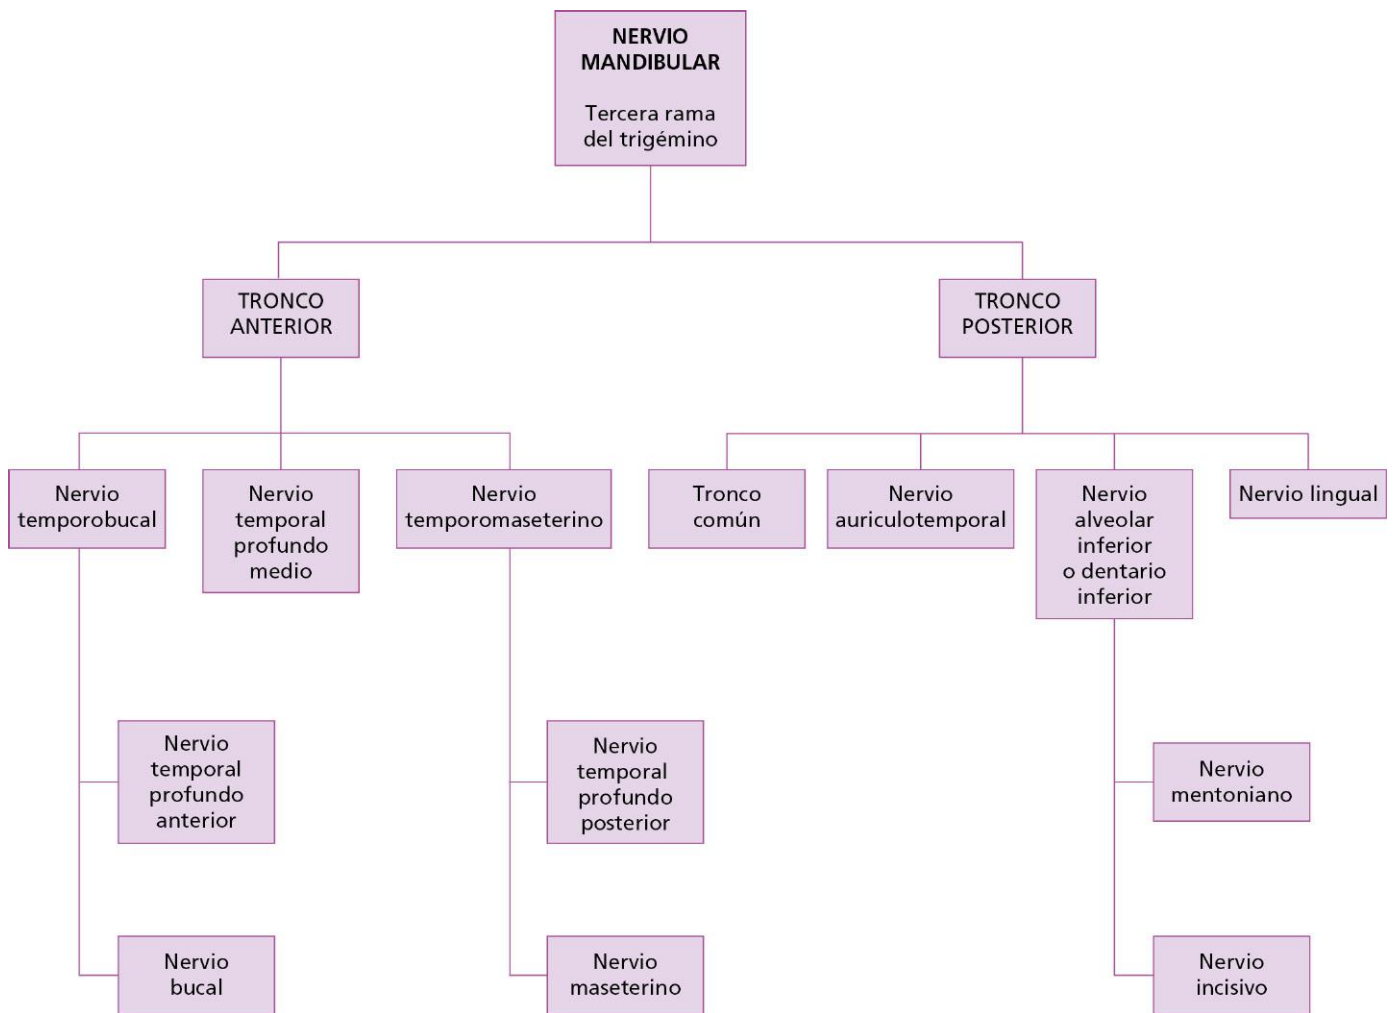 NERVIO
MANDIBULAR
Tercera rama
del trigémino
TRONCO
ANTERIOR
TRONCO
POSTERIOR
Nervio
temporobucal
Nervio
temporal
profundo
medio
Nervio
temporomaseterino
Tronco
común
Nervio
auriculotemporal
Nervio
alveolar
inferior
o dentario
inferior
Nervio lingual
Nervio
temporal
profundo
anterior
Nervio
temporal
profundo
posterior
Nervio
mentoniano
Nervio
bucal
Nervio
maseterino
Nervio
incisivo